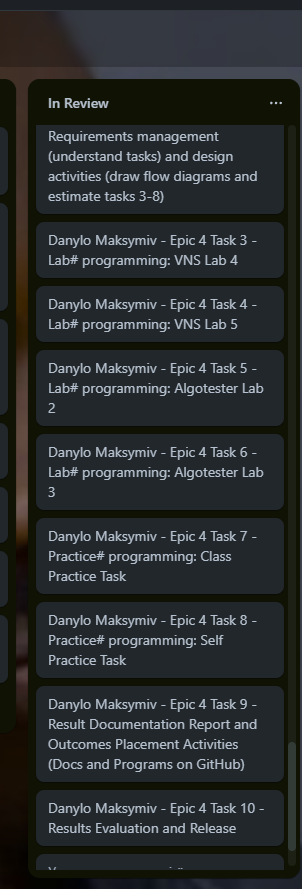 In Review
Requirements management
(understand tasks) and design
activities (draw flow diagrams and
estimate tasks 3-8)
Danylo Maksymiv - Epic 4 Task 3 -
Lab# programming: VNS Lab 4
Danylo Maksymiv - Epic 4 Task 4 -
Lab# programming: VNS Lab 5
Danylo Maksymiv - Epic 4 Task 5 -
Lab# programming: Algotester Lab
2
Danylo Maksymiv - Epic 4 Task 6 -
Lab# programming: Algotester Lab
3
Danylo Maksymiv - Epic 4 Task 7 -
Practice# programming: Class
Practice Task
Danylo Maksymiv - Epic 4 Task 8 -
Practice# programming: Self
Practice Task
Danylo Maksymiv - Epic 4 Task 9 -
Result Documentation Report and
Outcomes Placement Activities
(Docs and Programs on GitHub)
Danylo Maksymiv - Epic 4 Task 10 -
Results Evaluation and Release